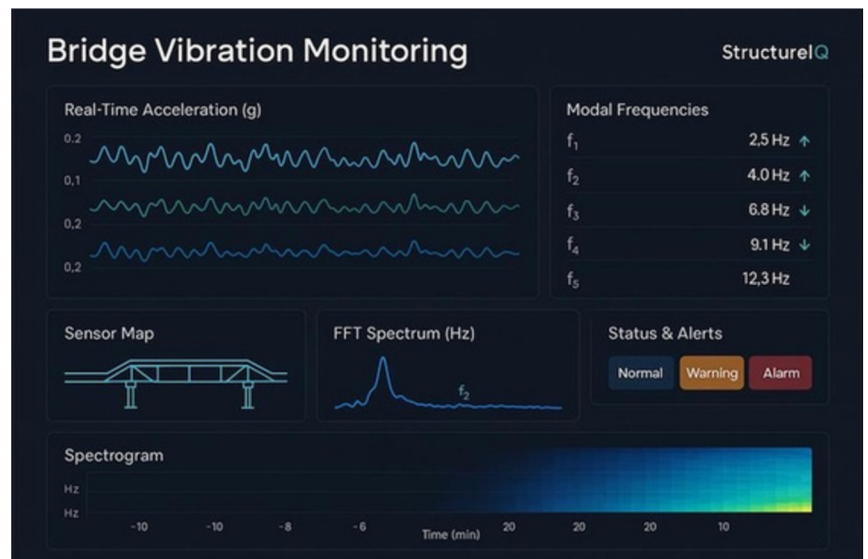 Bridge Vibration Monitoring
StructureIQ
Real-Time Acceleration (g)
0.2
0,1
0,2
0,2
Modal Frequencies
f₁ 2,5 Hz ↑
f₂ 4.0 Hz ↑
f₃ 6.8 Hz ↓
f₄ 9.1 Hz ↓
f₅ 12,3 Hz
Sensor Map
FFT Spectrum (Hz)
f₂
Status & Alerts
Normal Warning Alarm
Spectrogram
Hz
Hz
-10 -10 -8 -6 Time (min) 20 20 20 10